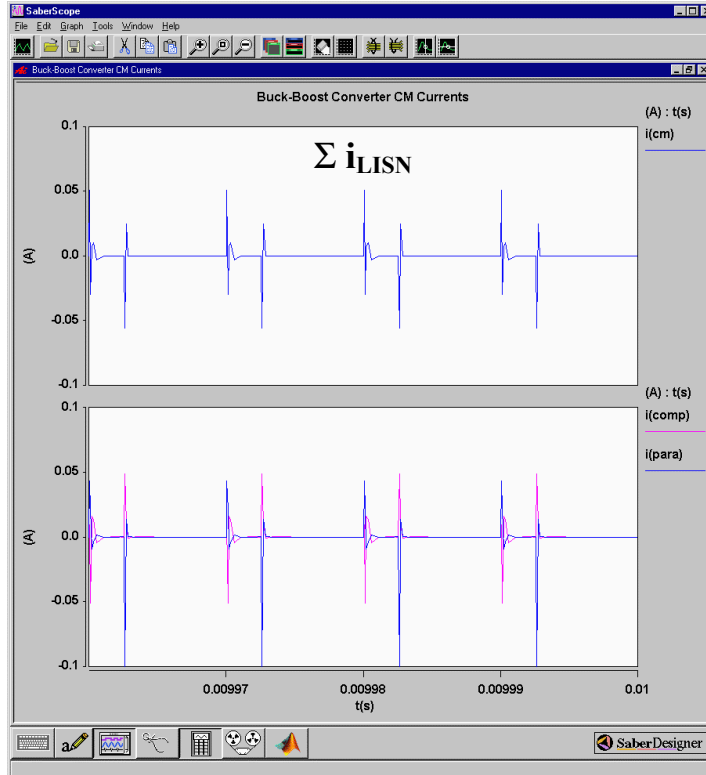 SaberScope
File Edit Graph Tools Window Help
Buck-Boost Converter CM Currents
Buck-Boost Converter CM Currents
(A) : t(s)
i(cm)
Σ iLISN
0.1
0.05
0.0
-0.05
-0.1
(A)
(A) : t(s)
i(comp)
i(para)
0.1
0.05
0.0
-0.05
-0.1
(A)
0.00997 0.00998 0.00999 0.01
t(s)
a
SaberDesigner